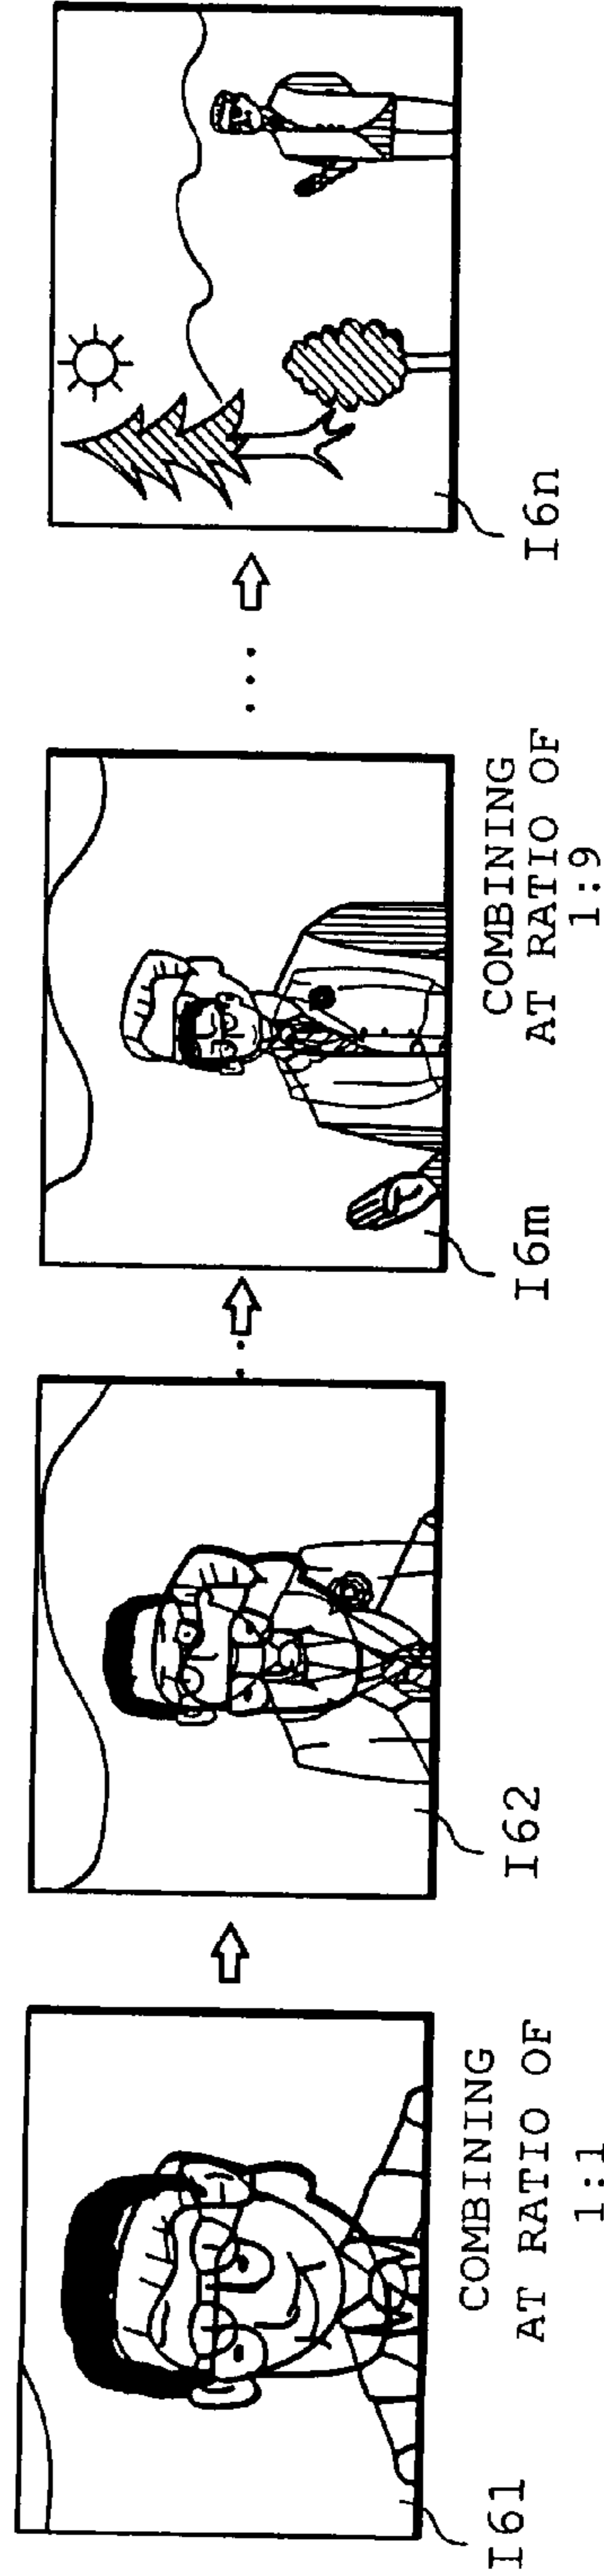 I61
COMBINING
AT RATIO OF
1:1
I62
I6m
COMBINING
AT RATIO OF
1:9
I6n